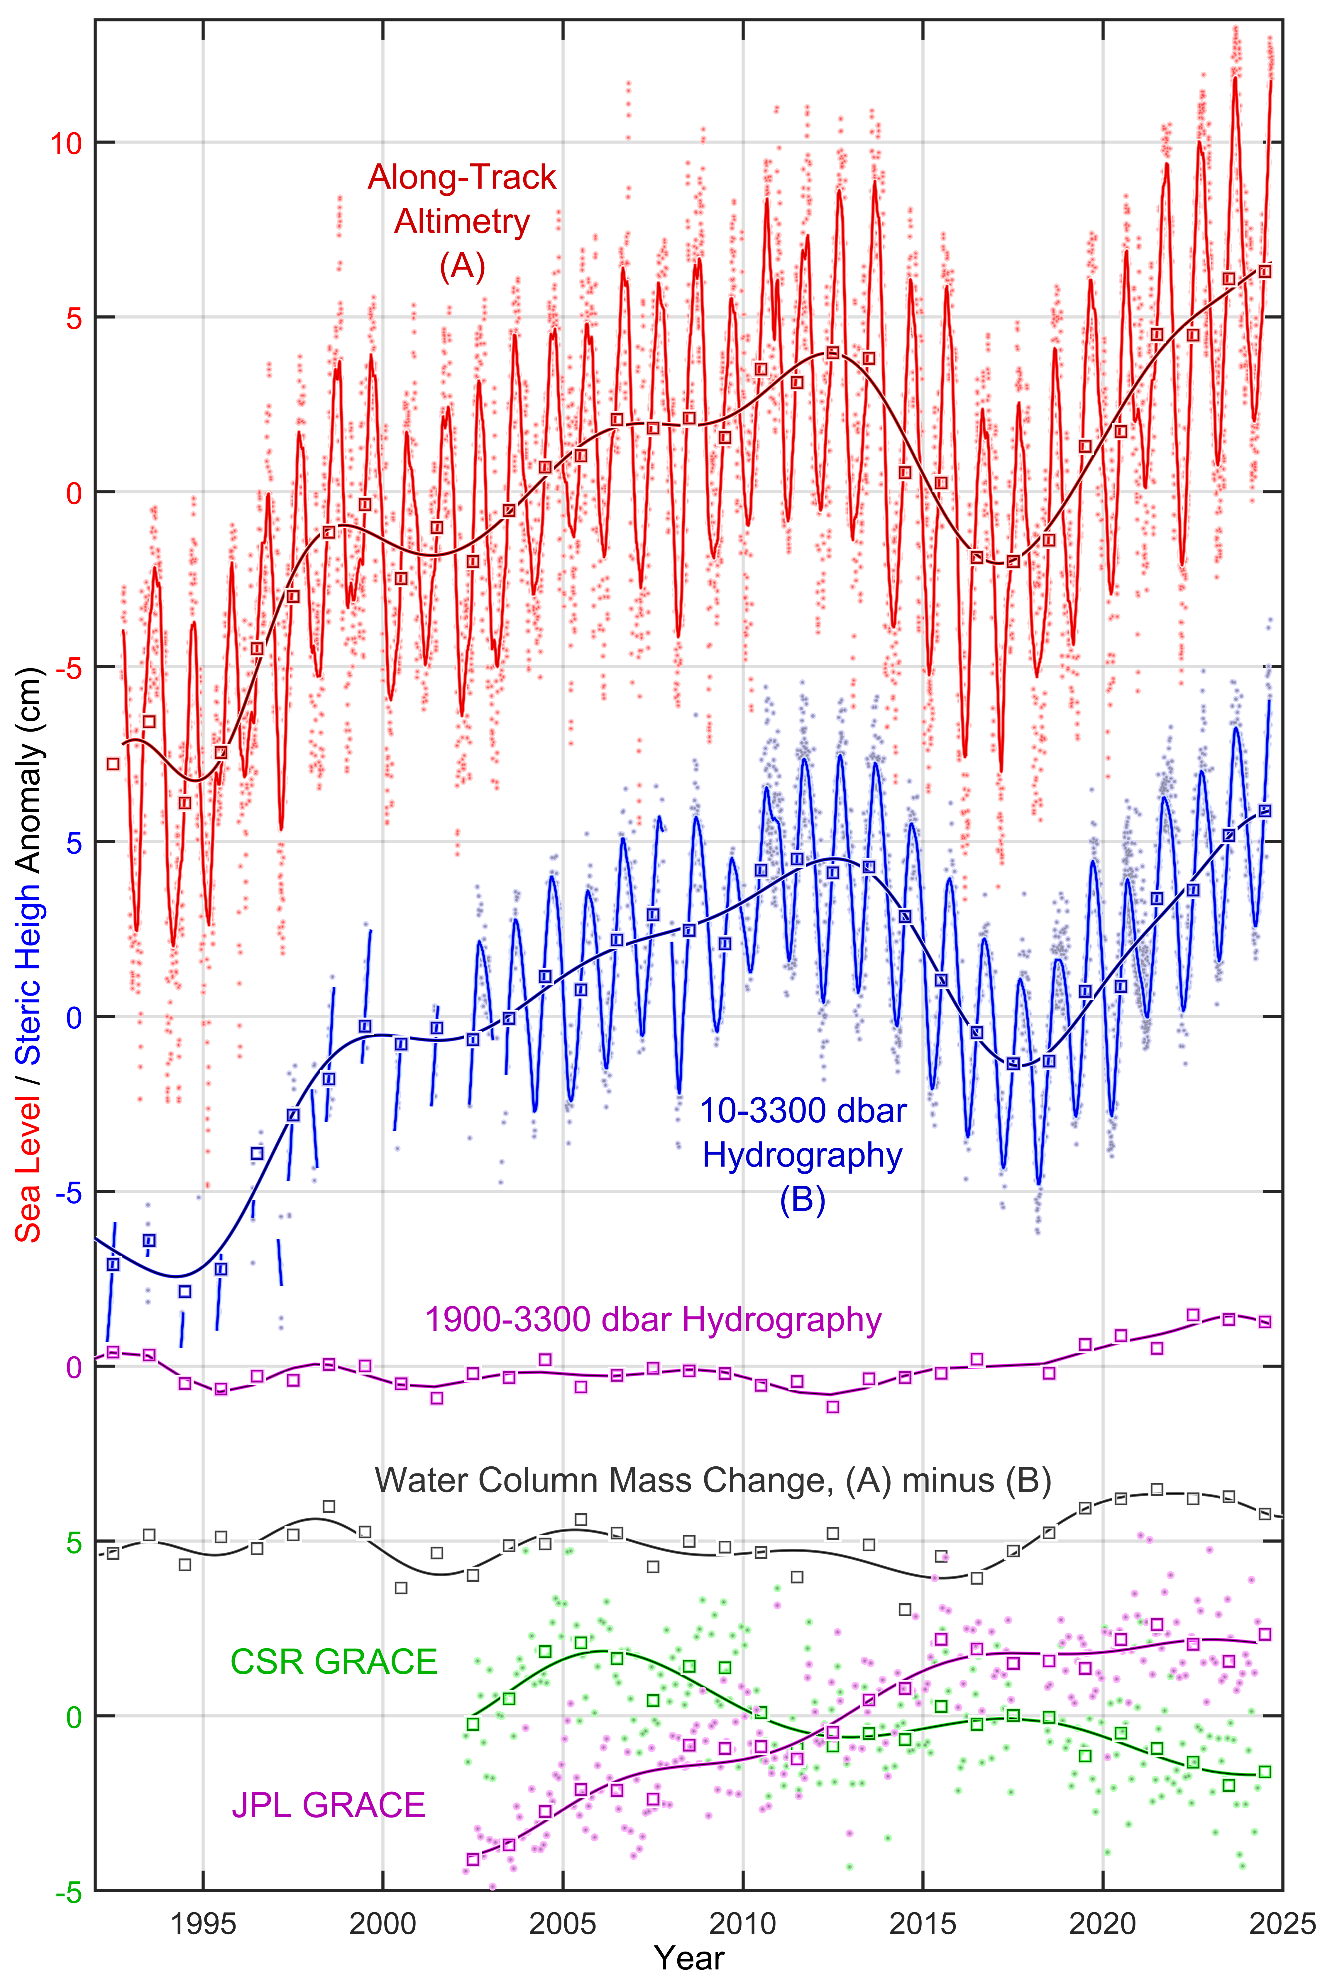 10
Along-Track
Altimetry
(A)
5
0
-5
5
0
10-3300 dbar
Hydrography
(B)
-5
1900-3300 dbar Hydrography
0
Water Column Mass Change, (A) minus (B)
5
CSR GRACE
0
JPL GRACE
-5
1995 2000 2005 2010 2015 2020 2025
Year
Sea Level / Steric Heigh Anomaly (cm)